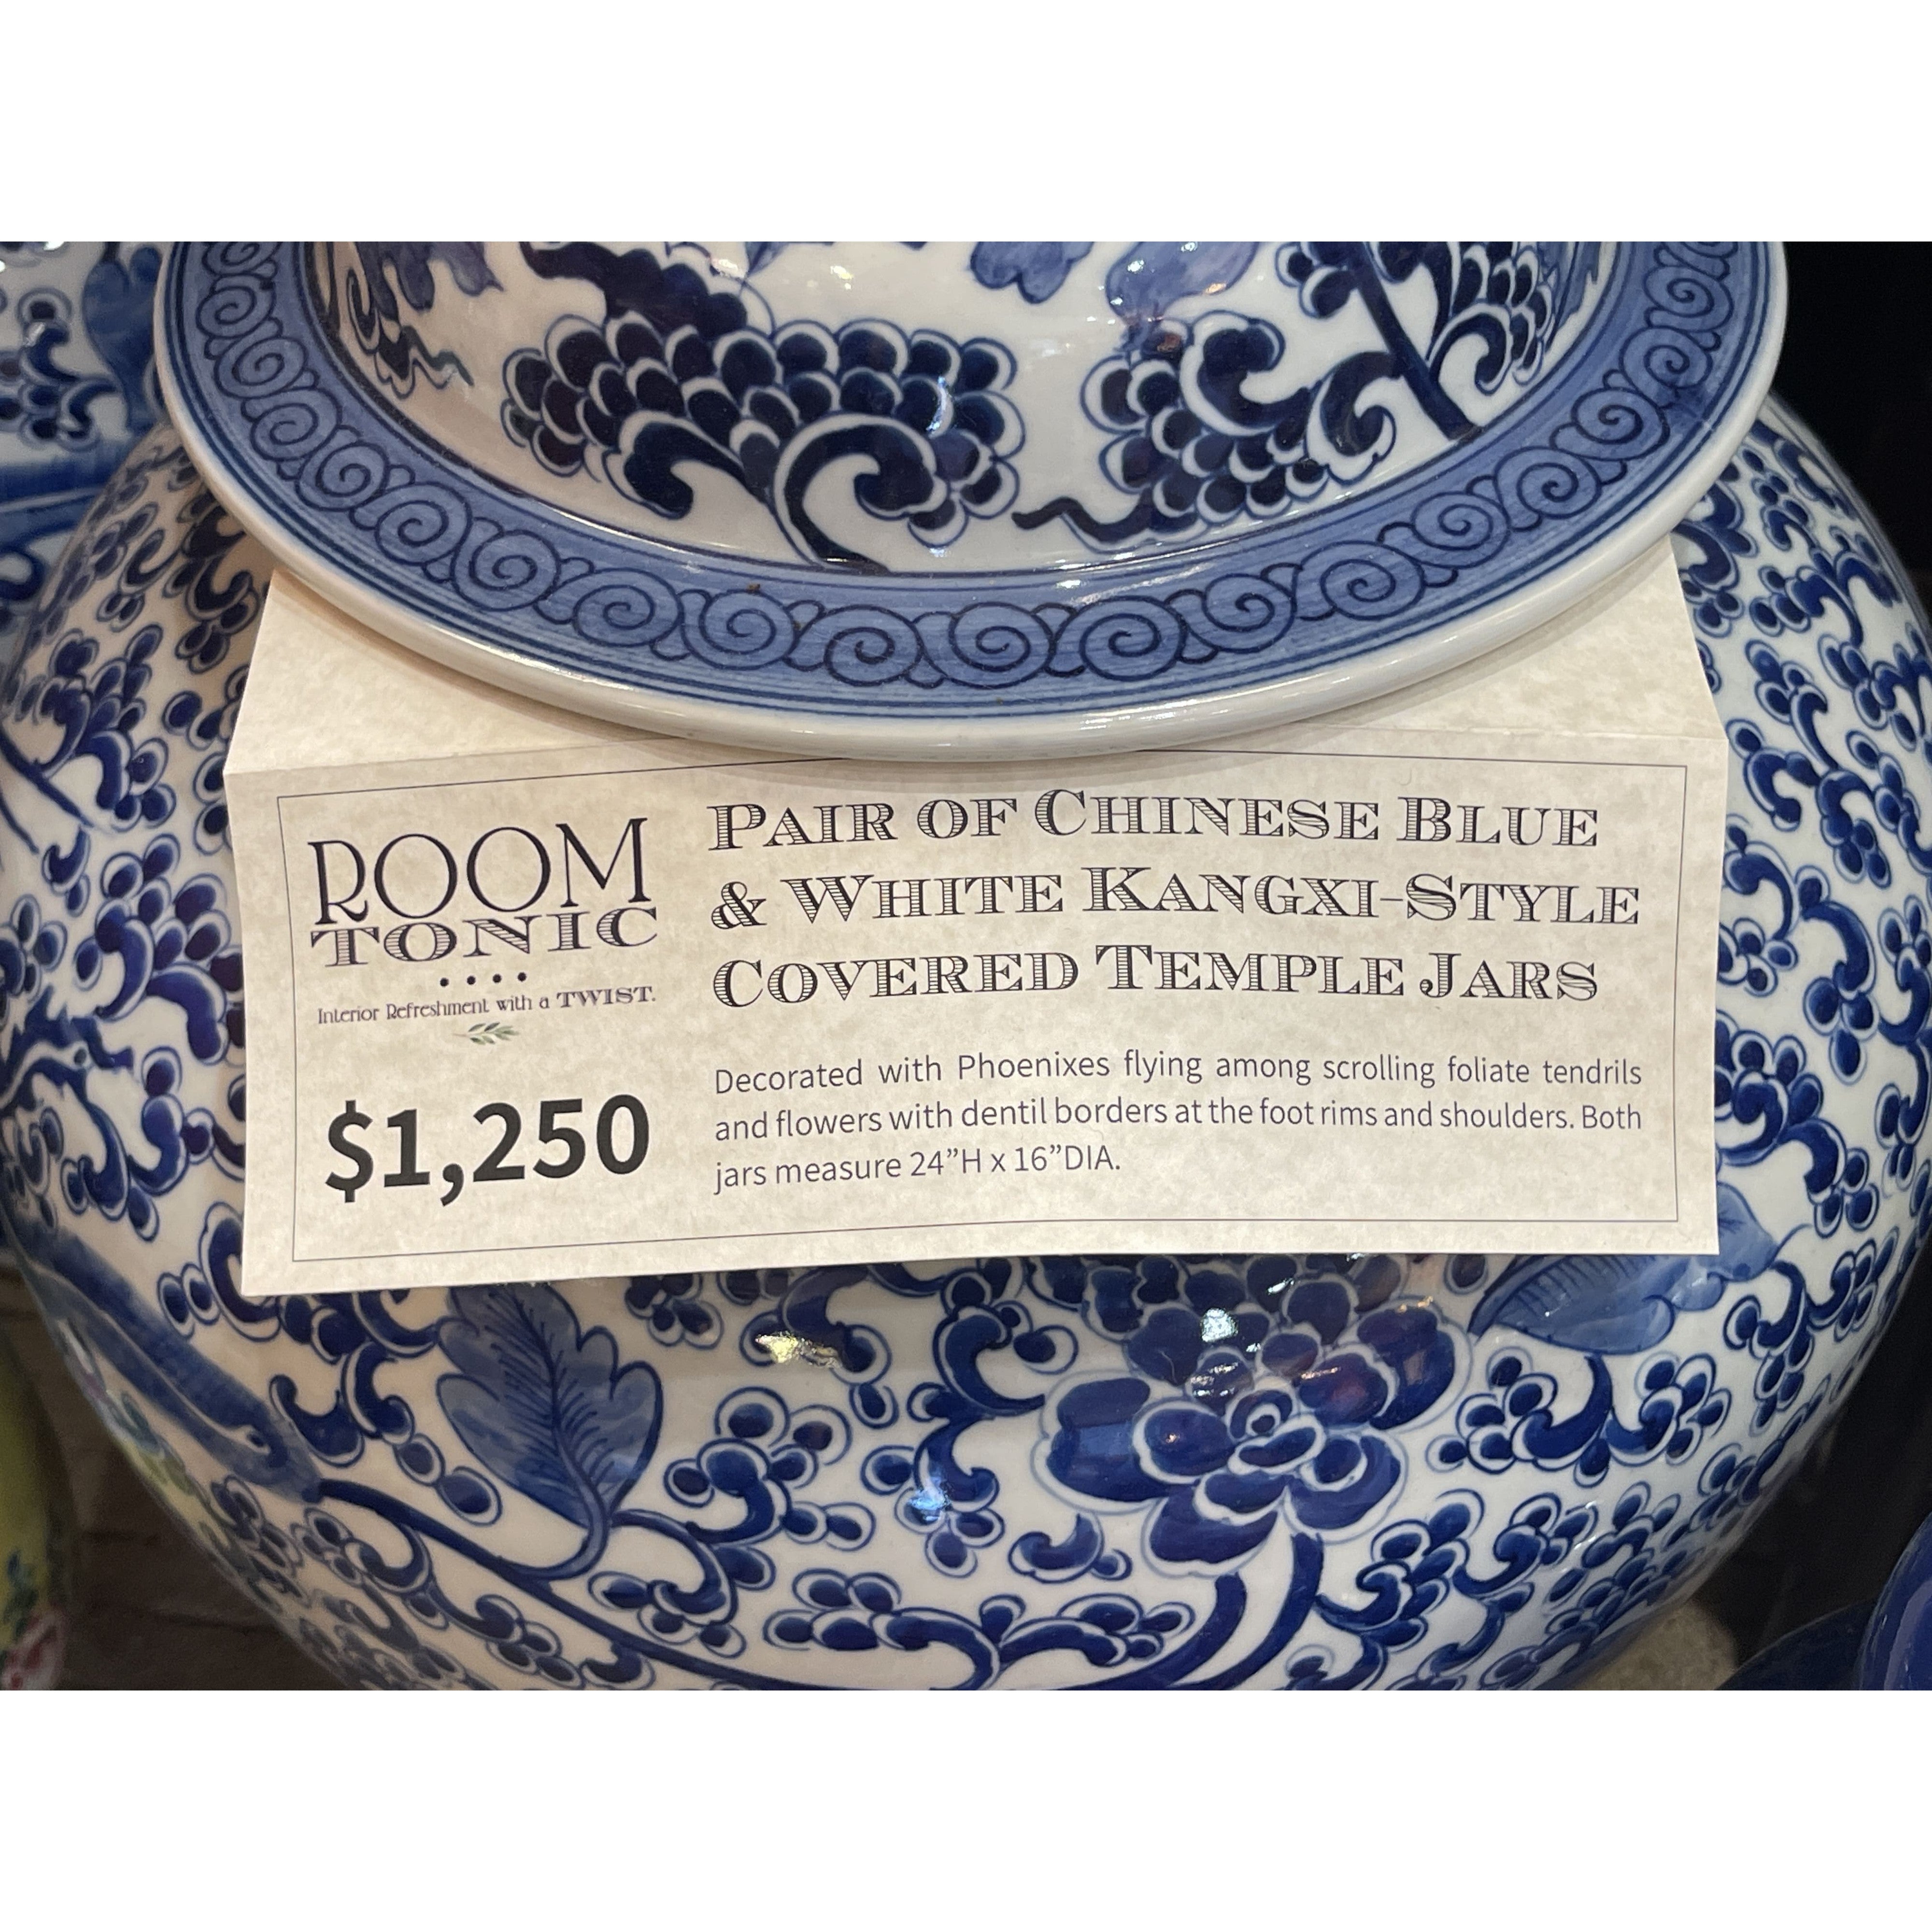 ROOM
TONIC
Interior Refreshment with a TWIST.
$1,250
PAIR OF CHINESE BLUE
& WHITE KANGXI-STYLE
COVERED TEMPLE JARS
Decorated with Phoenixes flying among scrolling foliate tendrils
and flowers with dentil borders at the foot rims and shoulders. Both
jars measure 24”H x 16”DIA.